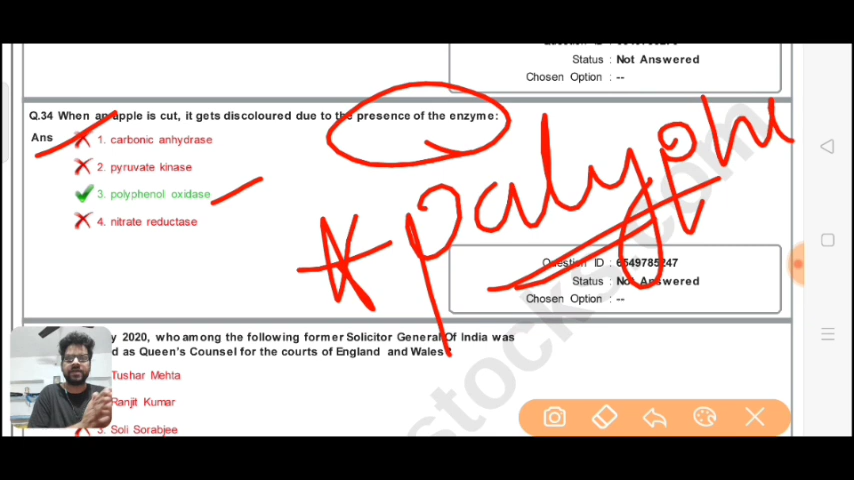 Status : Not Answered
Chosen Option : --
Q.34 When an apple is cut, it gets discoloured due to the presence of the enzyme:
Ans
1. carbonic anhydrase
2. pyruvate kinase
3. polyphenol oxidase
4. nitrate reductase
palyphe
Question ID : 6549785247
Status : Not Answered
Chosen Option : --
y 2020, who among the following former Solicitor General Of India was
d as Queen's Counsel for the courts of England and Wales?
Tushar Mehta
Ranjit Kumar
3. Soli Sorabjee